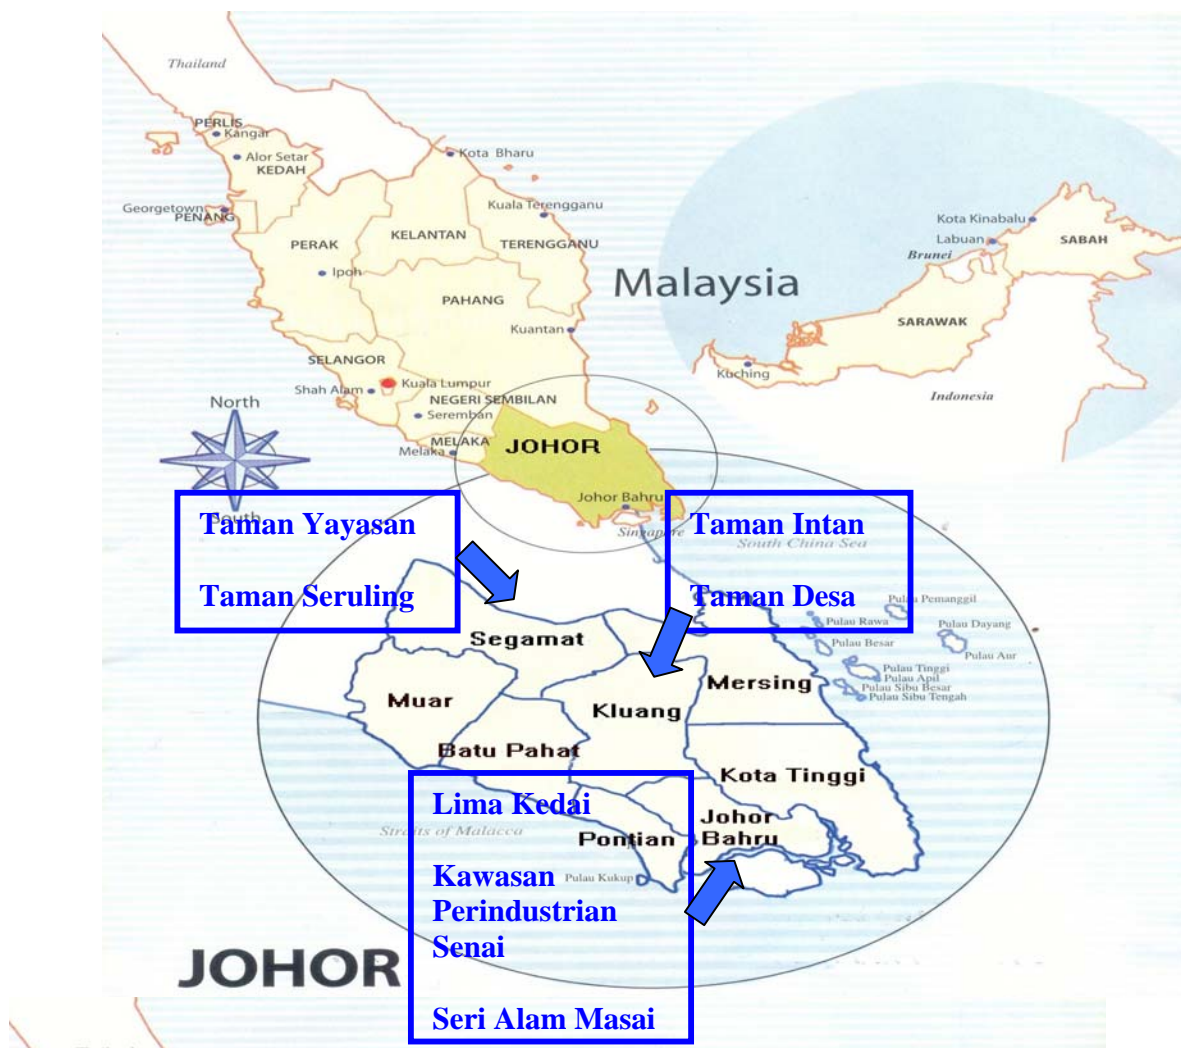 Thailand
PERLIS
Kangar
Alor Setar
KEDAH
Kota Bharu
Georgetown
PENANG
Kuala Terengganu
KELANTAN
TERENGGANU
PERAK
Ipoh
PAHANG
Kuantan
Malaysia
Kota Kinabalu
Labuan
Brunei
SABAH
SARAWAK
Kuching
Indonesia
SELANGOR
Kuala Lumpur
Shah Alam
NEGERI SEMBILAN
Seremban
MELAKA
Melaka
JOHOR
Johor Bahru
Singapore
North
South
Taman Yayasan
Taman Seruling
Taman Intan
Taman Desa
South China Sea
Pulau Pemanggil
Pulau Rawa
Pulau Dayang
Pulau Besar
Pulau Aur
Pulau Tinggi
Pulau Apil
Pulau Sibu Besar
Pulau Sibu Tengah
Segamat
Mersing
Muar
Kluang
Batu Pahat
Kota Tinggi
Lima Kedai
Johor
Bahru
Straits of Malacca
Pontian
Pulau Kukup
Kawasan
Perindustrian
Senai
Seri Alam Masai
JOHOR